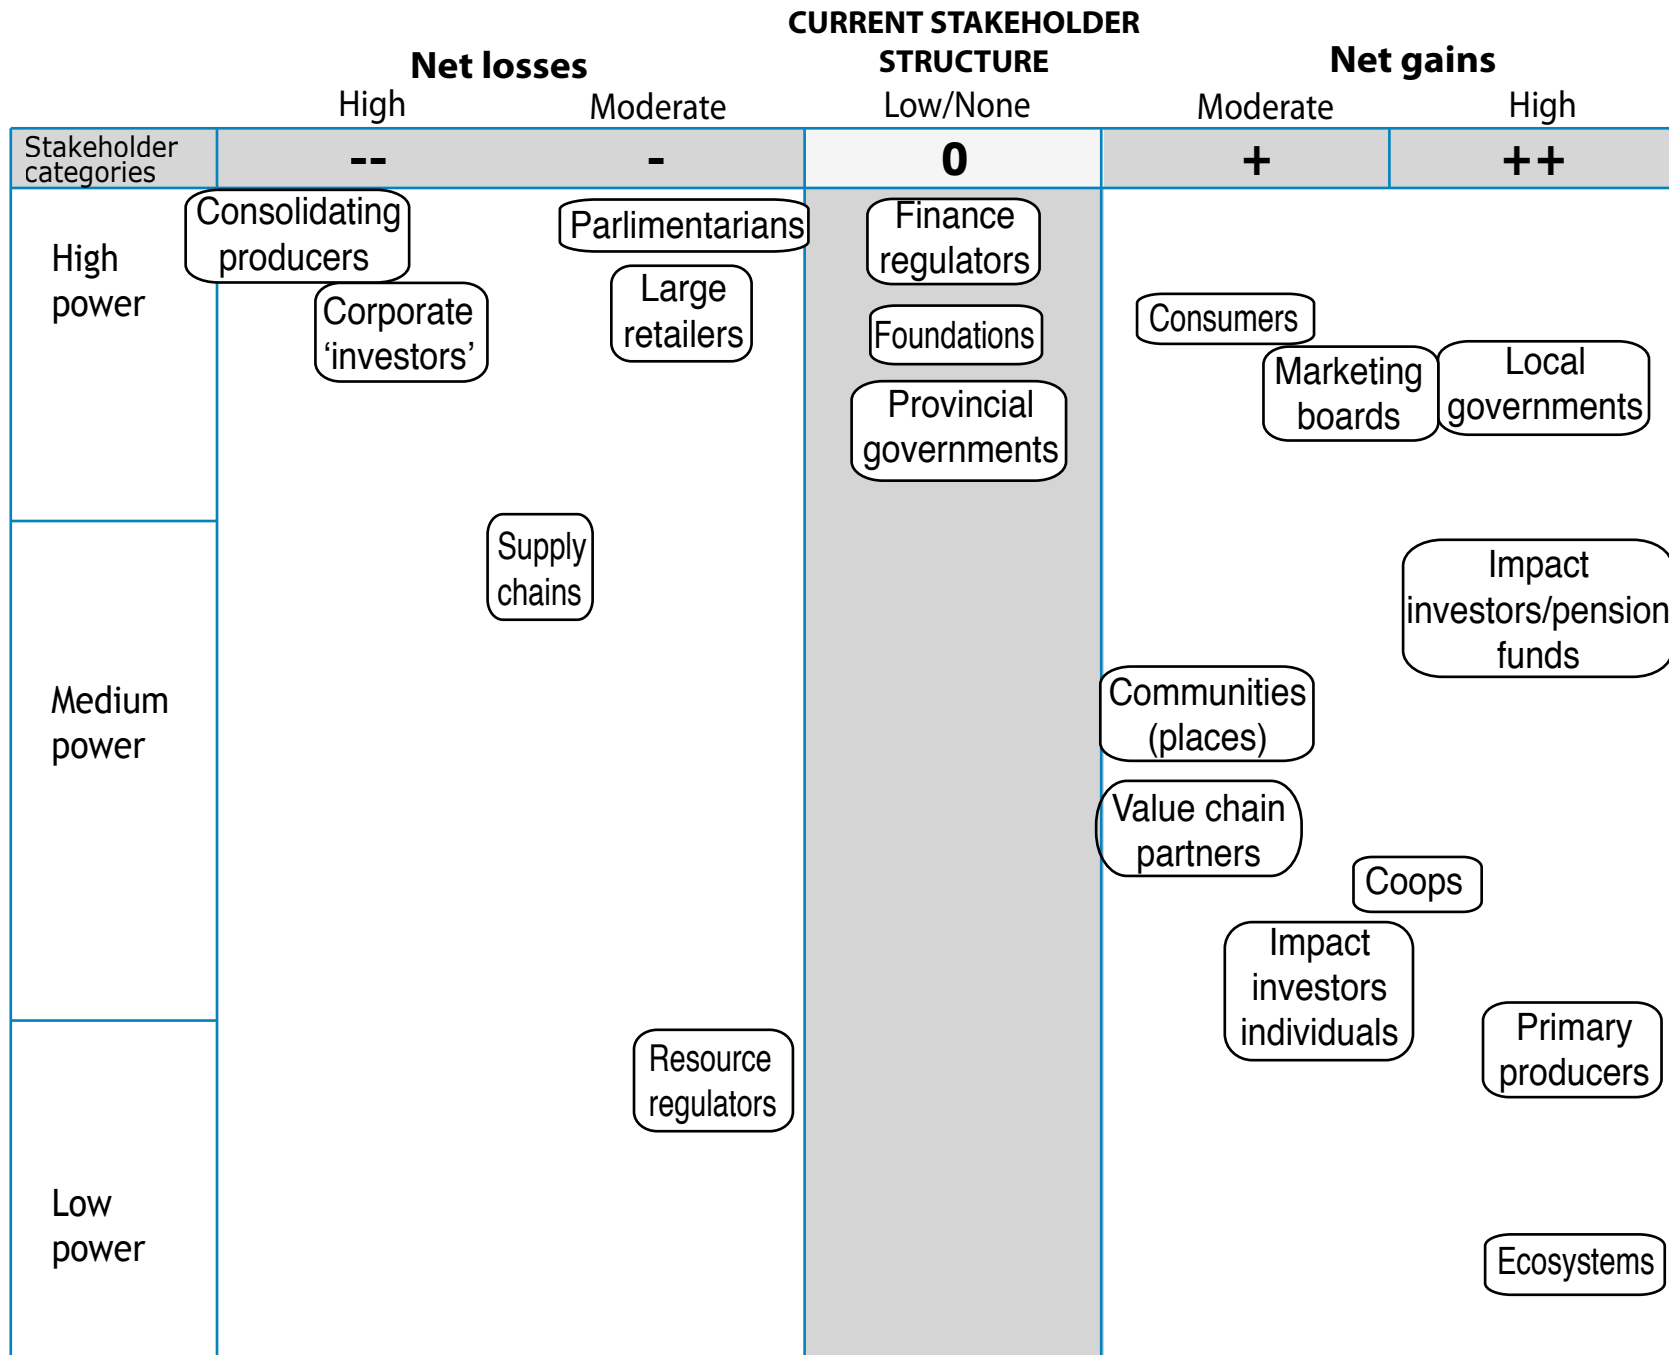 CURRENT STAKEHOLDER
STRUCTURE
Net losses
Net gains
High
Moderate
Low/None
Moderate
High
Stakeholder
categories
--
-
0
+
++
High
power
Consolidating
producers
Corporate
‘investors’
Parlimentarians
Large
retailers
Finance
regulators
Foundations
Provincial
governments
Consumers
Marketing
boards
Local
governments
Medium
power
Supply
chains
Impact
investors/pension
funds
Communities
(places)
Value chain
partners
Coops
Impact
investors
individuals
Low
power
Resource
regulators
Primary
producers
Ecosystems